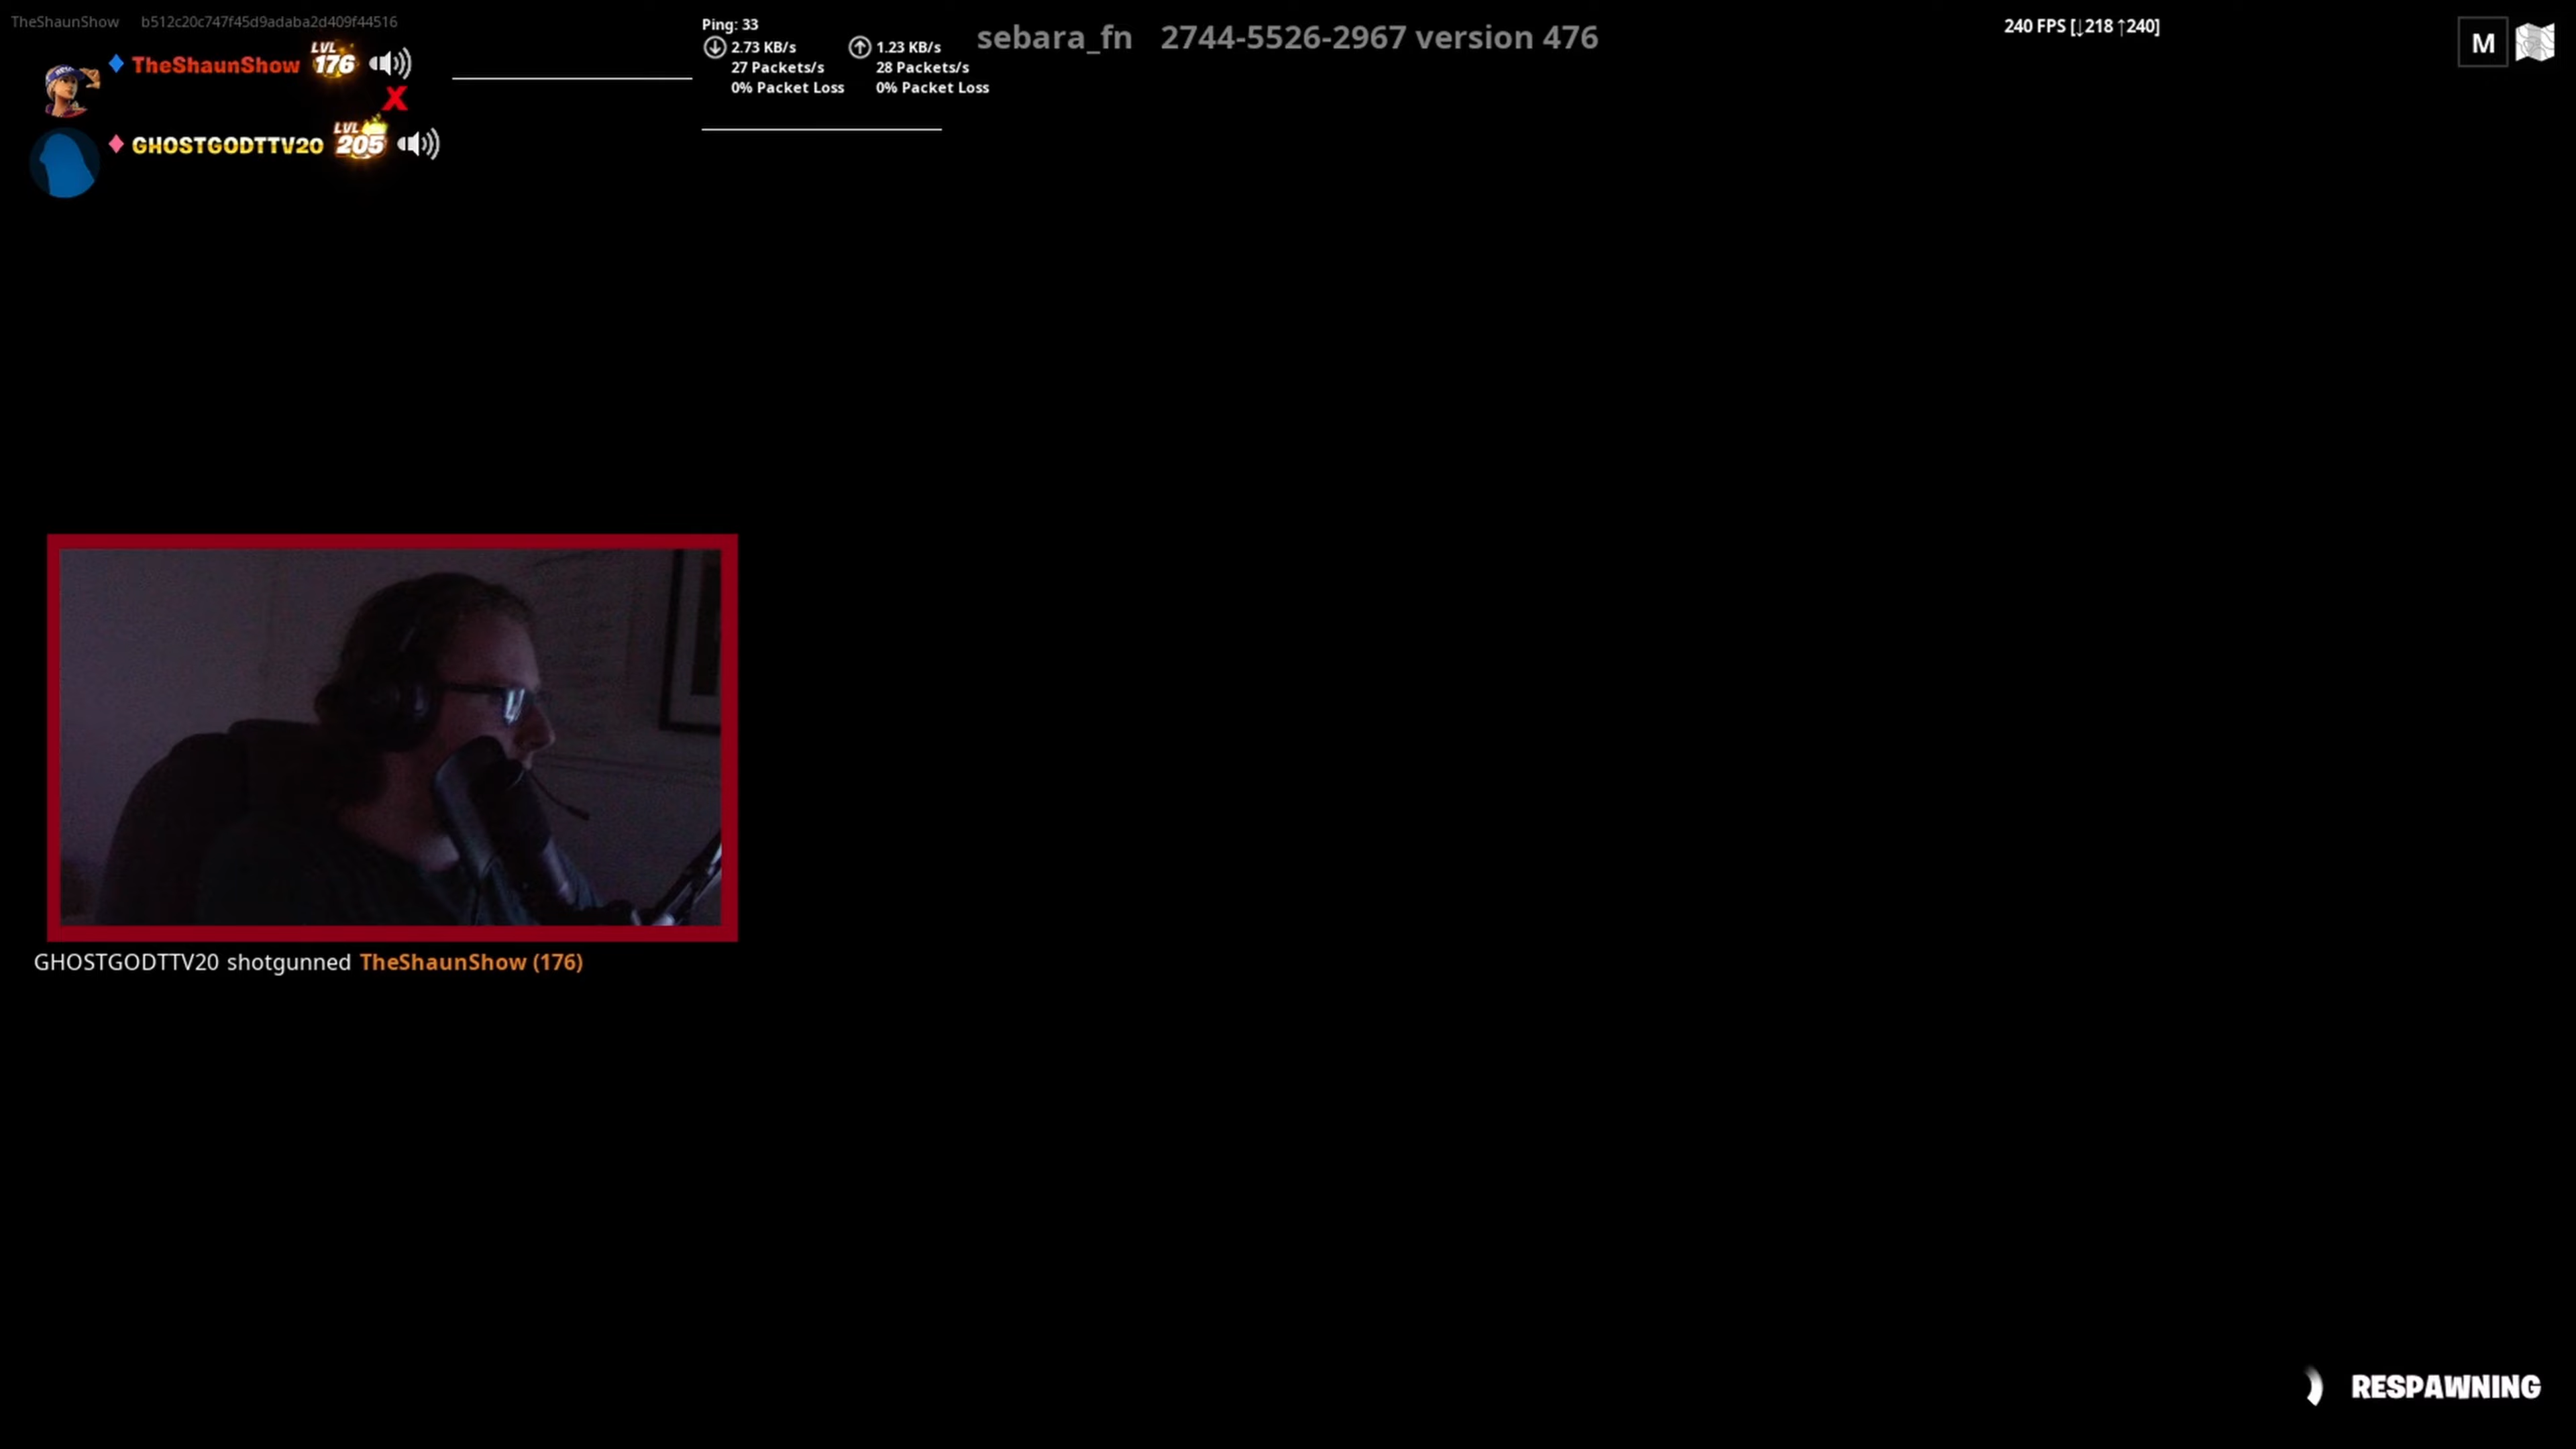 TheShaunShow b512c20c747f45d9adaba2d409f44516
TheShaunShow LVL 176
X
GHOSTGODTTV20 LVL 205
Ping: 33
2.73 KB/s 1.23 KB/s
27 Packets/s 28 Packets/s
0% Packet Loss 0% Packet Loss
sebara_fn 2744-5526-2967 version 476
240 FPS [↓218 ↑240]
M
GHOSTGODTTV20 shotgunned TheShaunShow (176)
RESPAWNING